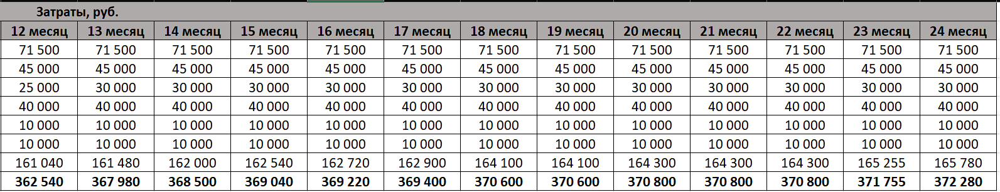 Затраты, руб.
12 месяц 13 месяц 14 месяц 15 месяц 16 месяц 17 месяц 18 месяц 19 месяц 20 месяц 21 месяц 22 месяц 23 месяц 24 месяц
71 500 71 500 71 500 71 500 71 500 71 500 71 500 71 500 71 500 71 500 71 500 71 500 71 500
45 000 45 000 45 000 45 000 45 000 45 000 45 000 45 000 45 000 45 000 45 000 45 000 45 000
25 000 30 000 30 000 30 000 30 000 30 000 30 000 30 000 30 000 30 000 30 000 30 000 30 000
40 000 40 000 40 000 40 000 40 000 40 000 40 000 40 000 40 000 40 000 40 000 40 000 40 000
10 000 10 000 10 000 10 000 10 000 10 000 10 000 10 000 10 000 10 000 10 000 10 000 10 000
10 000 10 000 10 000 10 000 10 000 10 000 10 000 10 000 10 000 10 000 10 000 10 000 10 000
161 040 161 480 162 000 162 540 162 720 162 900 164 100 164 100 164 300 164 300 164 300 165 255 165 780
362 540 367 980 368 500 369 040 369 220 369 400 370 600 370 600 370 800 370 800 370 800 371 755 372 280